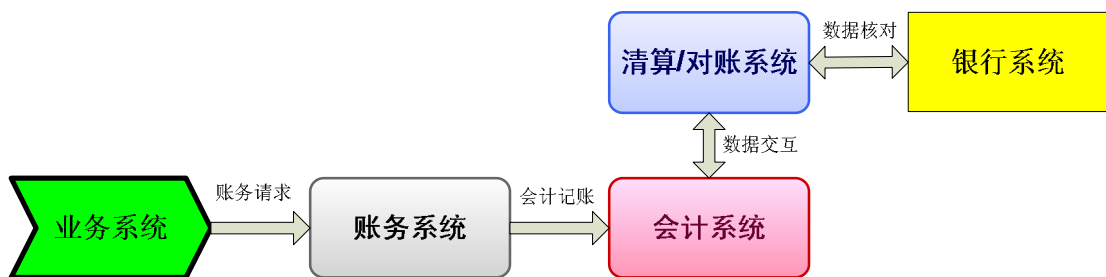 清算/对账系统
数据核对
银行系统
数据交互
业务系统
账务请求
账务系统
会计记账
会计系统